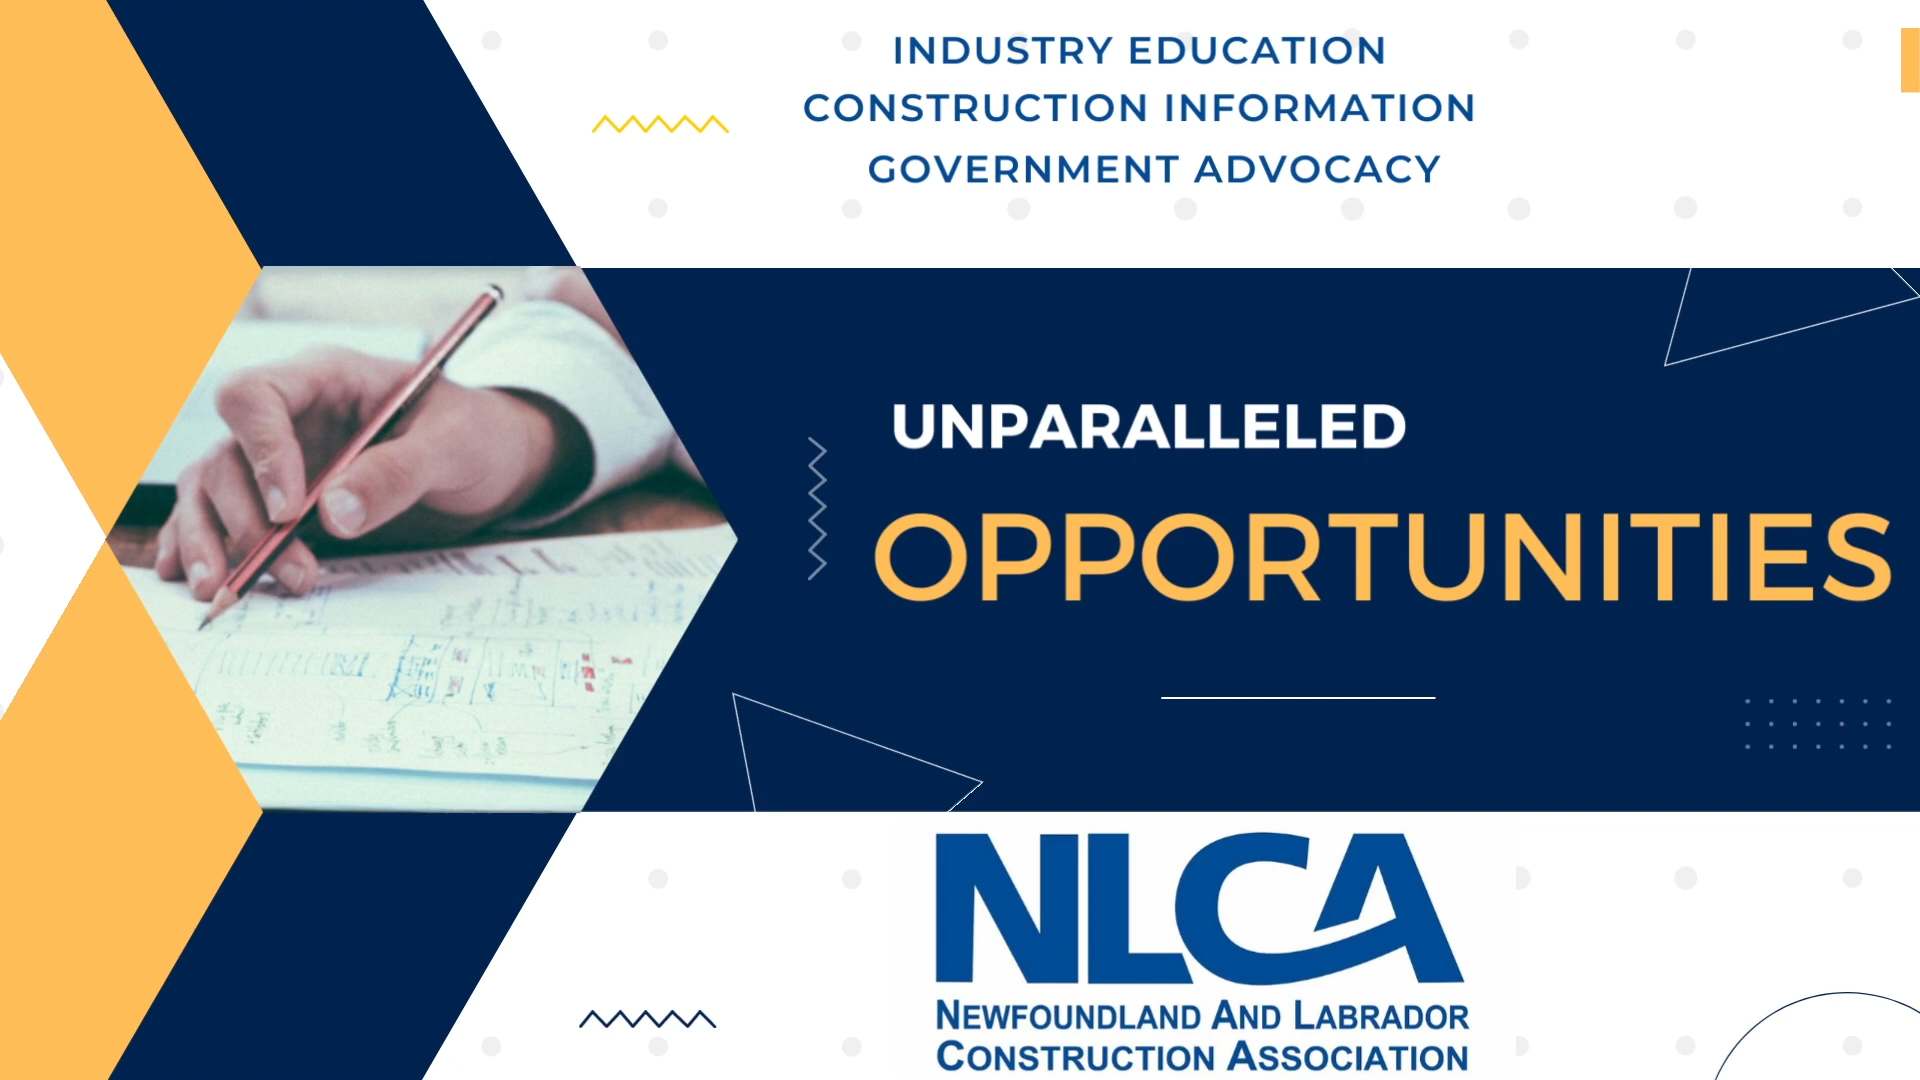 INDUSTRY EDUCATION
CONSTRUCTION INFORMATION
GOVERNMENT ADVOCACY
UNPARALLELED
OPPORTUNITIES
NLCA
NEWFOUNDLAND AND LABRADOR
CONSTRUCTION ASSOCIATION